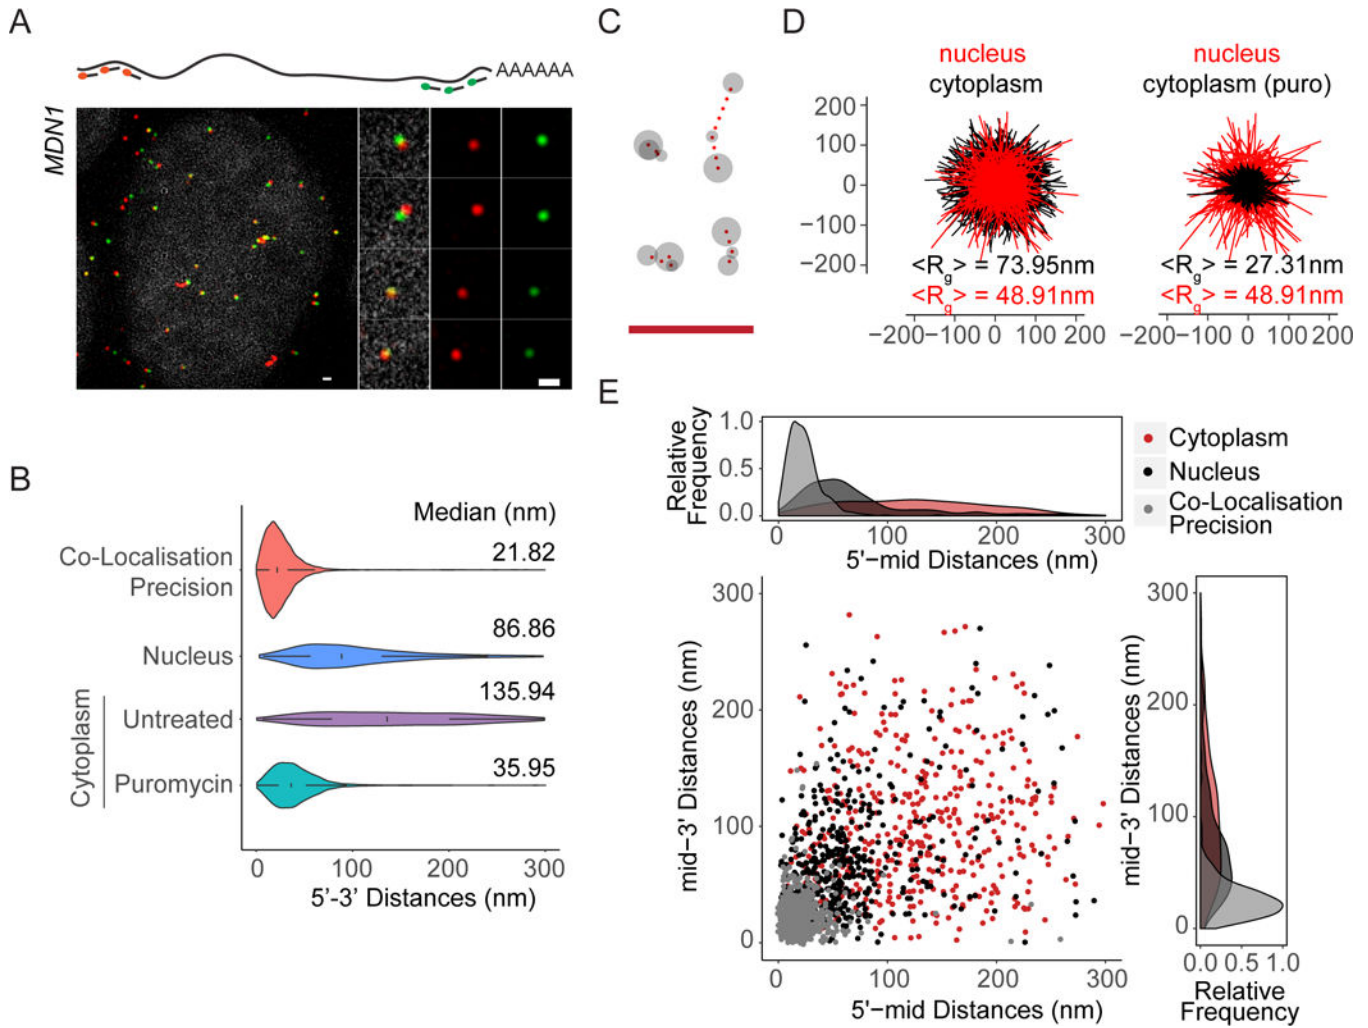 A
AAAAAA
MDN1
B
Median (nm)
Co-Localisation
Precision
21.82
Nucleus
86.86
Cytoplasm
Untreated
135.94
Puromycin
35.95
0 100 200 300
5'-3' Distances (nm)
C
D
nucleus
cytoplasm
nucleus
cytoplasm (puro)
200
100
0
−100
−200
<Rg> = 73.95nm
<Rg> = 48.91nm
<Rg> = 27.31nm
<Rg> = 48.91nm
−200 −100 0 100 200
−200 −100 0 100 200
E
Relative
Frequency
1.0
0.5
0.0
0 100 200 300
5'−mid Distances (nm)
Cytoplasm
Nucleus
Co-Localisation
Precision
mid−3' Distances (nm)
300
200
100
0
0 100 200 300
5'−mid Distances (nm)
mid−3' Distances (nm)
300
200
100
0
0.0 0.5 1.0
Relative
Frequency